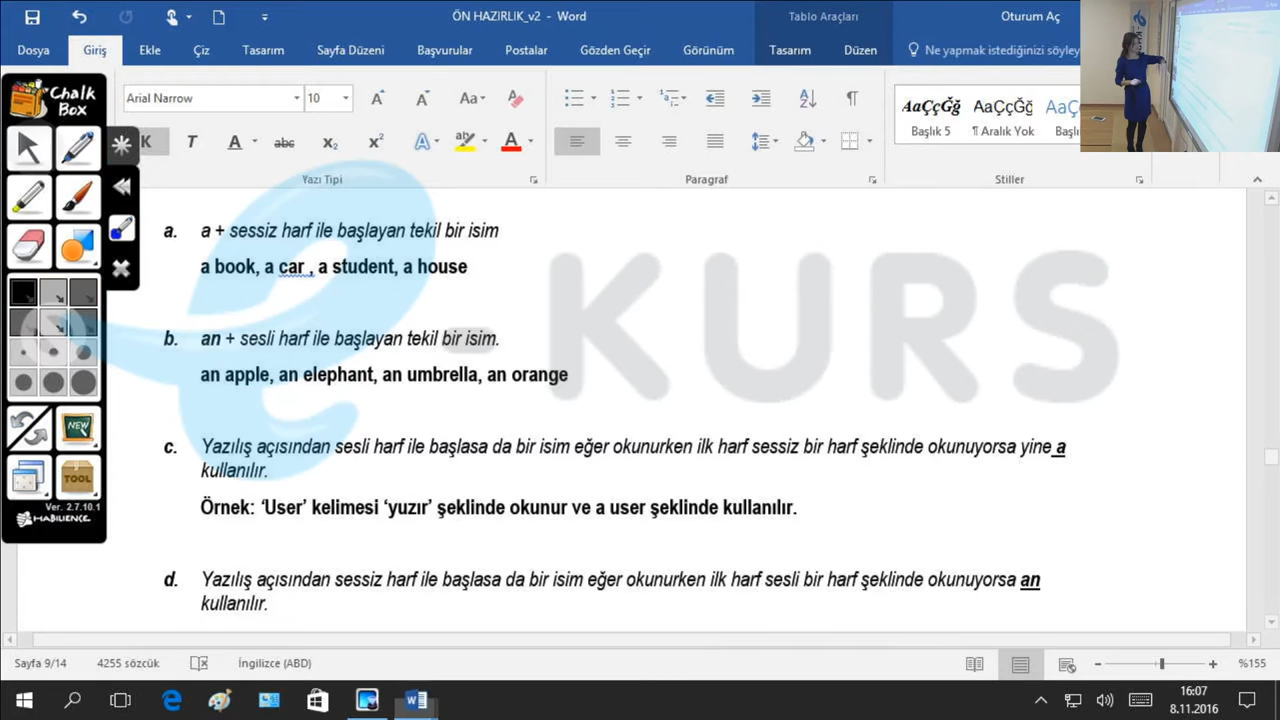 ÖN HAZIRLIK_v2 - Word
Tablo Araçları
Oturum Aç
Dosya Giriş Ekle Çiz Tasarım Sayfa Düzeni Başvurular Postalar Gözden Geçir Görünüm Tasarım Düzen Ne yapmak istediğinizi söyley
Chalk Box
Arial Narrow 10
AaÇçĞğ AaÇçĞğ
Başlık 5 ¶ Aralık Yok Başlı
Yazı Tipi Paragraf Stiller
a. a + sessiz harf ile başlayan tekil bir isim
a book, a car , a student, a house
b. an + sesli harf ile başlayan tekil bir isim.
an apple, an elephant, an umbrella, an orange
c. Yazılış açısından sesli harf ile başlasa da bir isim eğer okunurken ilk harf sessiz bir harf şeklinde okunuyorsa yine a
kullanılır.
Örnek: ‘User’ kelimesi ‘yuzır’ şeklinde okunur ve a user şeklinde kullanılır.
d. Yazılış açısından sessiz harf ile başlasa da bir isim eğer okunurken ilk harf sesli bir harf şeklinde okunuyorsa an
kullanılır.
e-KURS
NEW
TOOL
Ver. 2.7.10.1
HABILIENCE
Sayfa 9/14 4255 sözcük İngilizce (ABD) %155
16:07
8.11.2016